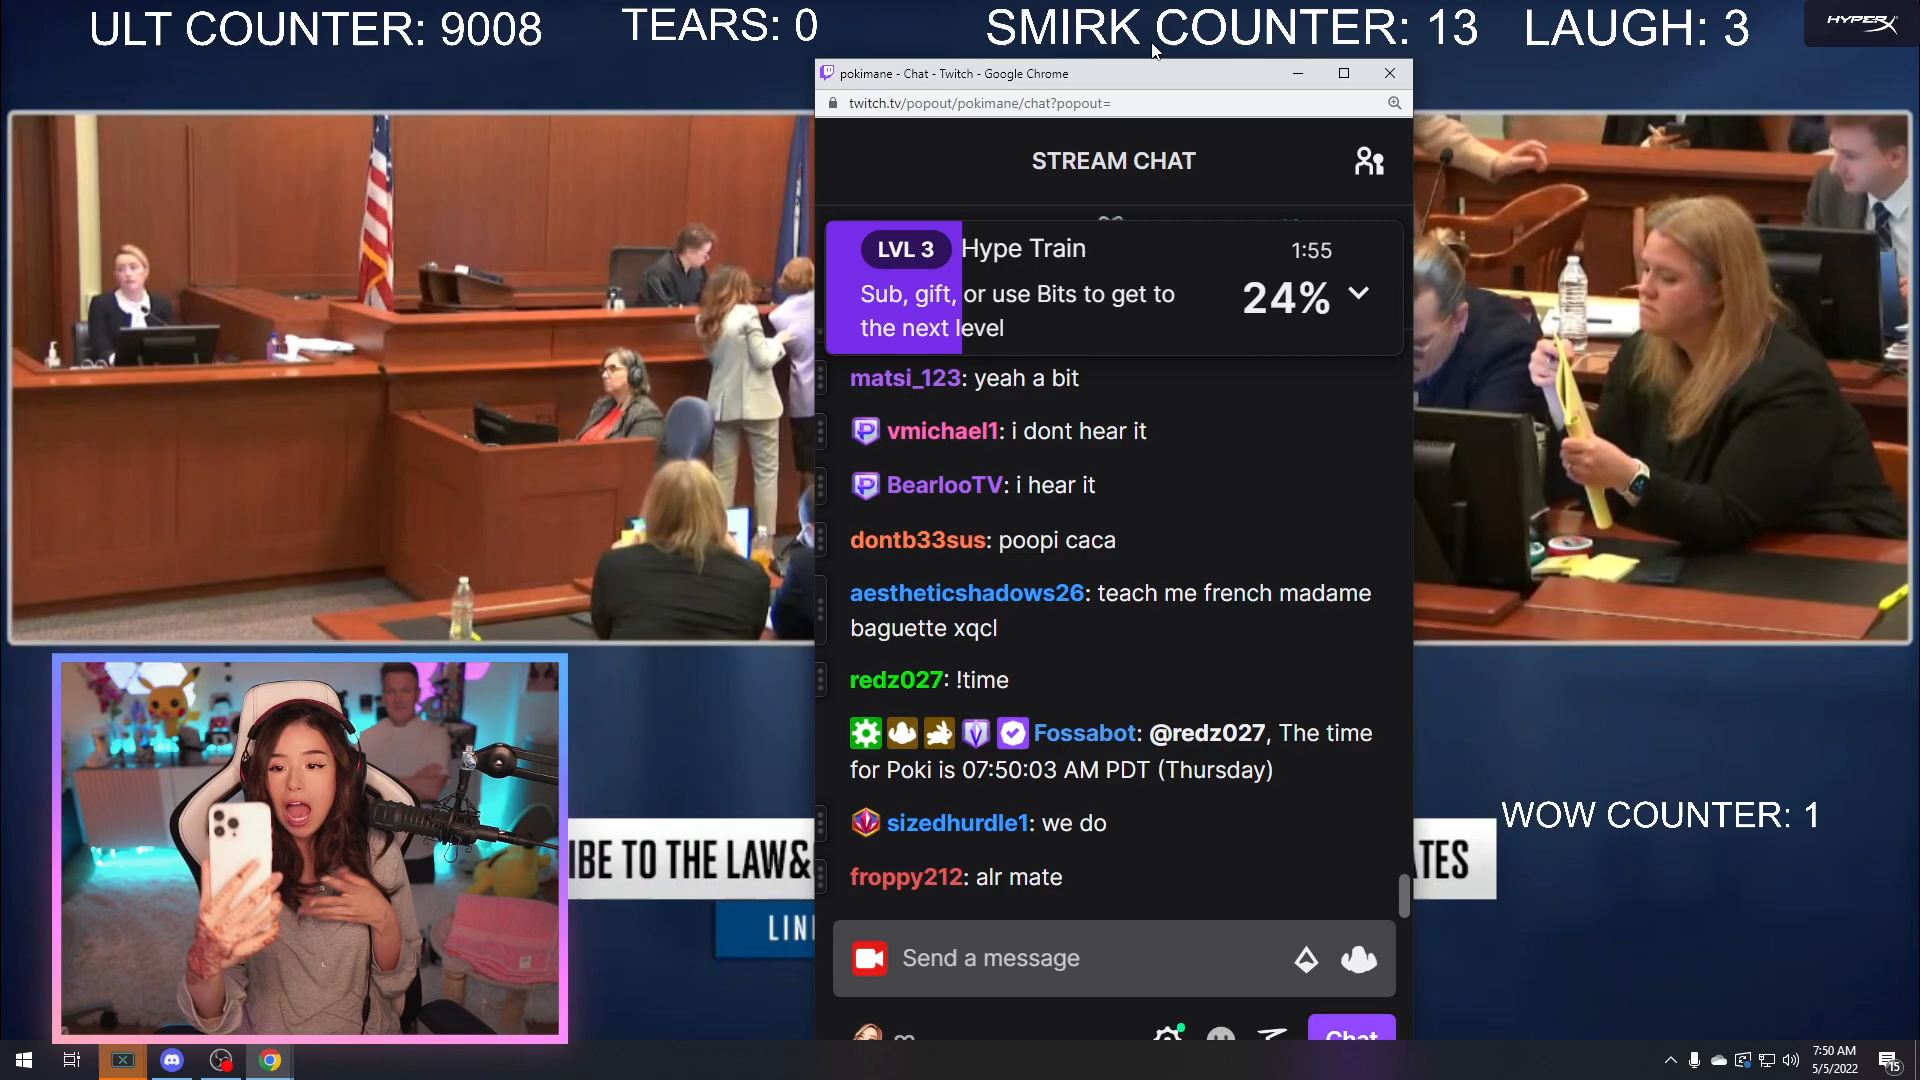 ULT COUNTER: 9008
TEARS: 0
SMIRK COUNTER: 13
LAUGH: 3
HYPERX
pokimane - Chat - Twitch - Google Chrome
twitch.tv/popout/pokimane/chat?popout=
STREAM CHAT
LVL 3 Hype Train 1:55
Sub, gift, or use Bits to get to
the next level
24%
matsi_123: yeah a bit
vmichael1: i dont hear it
BearlooTV: i hear it
dontb33sus: poopi caca
aestheticshadows26: teach me french madame
baguette xqcl
redz027: !time
Fossabot: @redz027, The time
for Poki is 07:50:03 AM PDT (Thursday)
sizedhurdle1: we do
froppy212: alr mate
WOW COUNTER: 1
IBE TO THE LAW&
ATES
LIN
Send a message
Chat
7:50 AM
5/5/2022
15